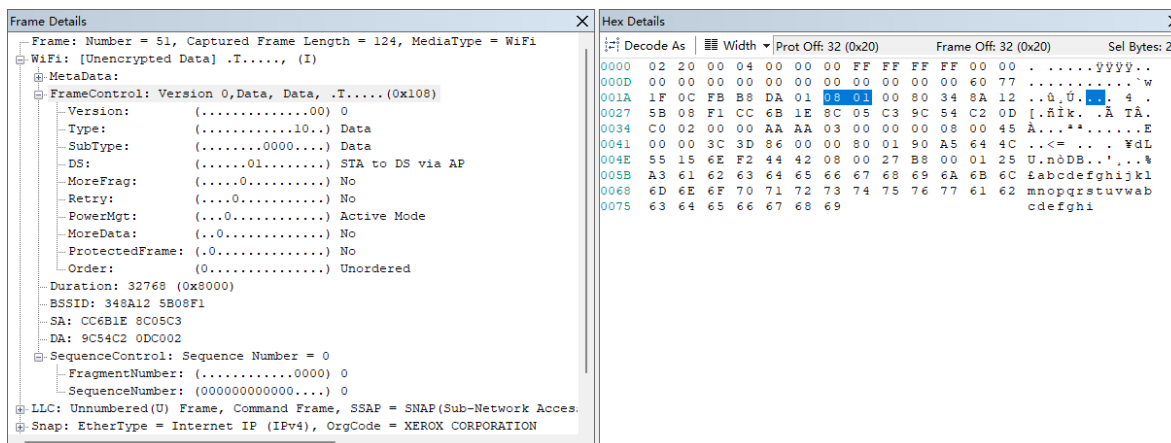 Frame Details
Frame: Number = 51, Captured Frame Length = 124, MediaType = WiFi
WiFi: [Unencrypted Data] .T....., (I)
MetaData:
FrameControl: Version 0,Data, Data, .T.....(0x108)
Version: (..............00) 0
Type: (............10..) Data
SubType: (........0000....) Data
DS: (......01........) STA to DS via AP
MoreFrag: (.....0..........) No
Retry: (....0...........) No
PowerMgt: (...0............) Active Mode
MoreData: (..0.............) No
ProtectedFrame: (.0..............) No
Order: (0...............) Unordered
Duration: 32768 (0x8000)
BSSID: 348A12 5B08F1
SA: CC6B1E 8C05C3
DA: 9C54C2 0DC002
SequenceControl: Sequence Number = 0
FragmentNumber: (............0000) 0
SequenceNumber: (000000000000....) 0
LLC: Unnumbered(U) Frame, Command Frame, SSAP = SNAP(Sub-Network Acces
Snap: EtherType = Internet IP (IPv4), OrgCode = XEROX CORPORATION
Hex Details
Decode As Width Prot Off: 32 (0x20) Frame Off: 32 (0x20) Sel Bytes: 2
0000 02 20 00 04 00 00 00 FF FF FF FF 00 00 . .....ÿÿÿÿ..
000D 00 00 00 00 00 00 00 00 00 00 00 60 77 ...........`w
001A 1F 0C FB B8 DA 01 08 01 00 80 34 8A 12 ..û¸Ú.... 4 .
0027 5B 08 F1 CC 6B 1E 8C 05 C3 9C 54 C2 0D [.ñÌk. .Ã TÂ.
0034 C0 02 00 00 AA AA 03 00 00 00 08 00 45 À...ªª......E
0041 00 00 3C 3D 86 00 00 80 01 90 A5 64 4C ..<= .. . ¥dL
004E 55 15 6E F2 44 42 08 00 27 B8 00 01 25 U.nòDB..'¸..%
005B A3 61 62 63 64 65 66 67 68 69 6A 6B 6C £abcdefghijkl
0068 6D 6E 6F 70 71 72 73 74 75 76 77 61 62 mnopqrstuvwab
0075 63 64 65 66 67 68 69 cdefghi